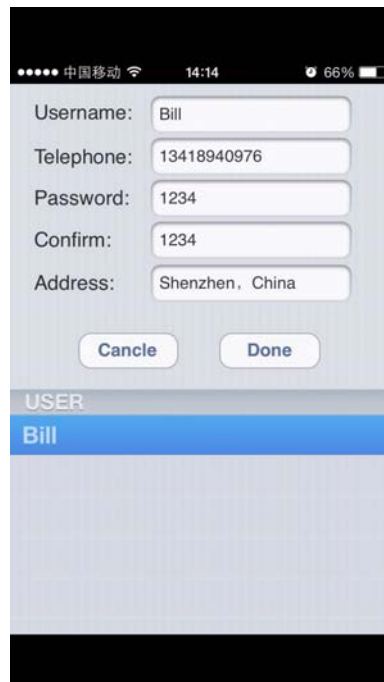 ●●●●● 中国移动 14:14 66%
Username: Bill
Telephone: 13418940976
Password: 1234
Confirm: 1234
Address: Shenzhen, China
Cancle Done
USER
Bill